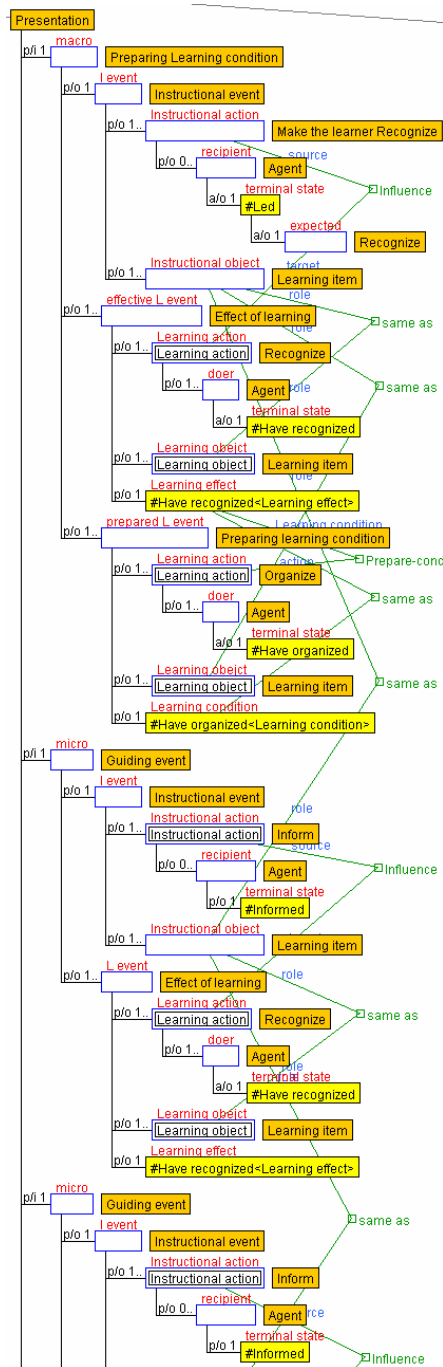 Presentation
macro
p/i 1 Preparing Learning condition
I event
p/o 1 Instructional event
Instructional action
p/o 1.. Make the learner Recognize
recipient source
p/o 0.. Agent
terminal state Influence
a/o 1 #Led
expected
a/o 1 Recognize
Instructional object target
p/o 1.. Learning item
effective L event role
p/o 1.. Effect of learning
Learning action role same as
p/o 1.. Learning action Recognize
doer
p/o 1.. Agent role same as
terminal state
a/o 1 #Have recognized
Learning obejct
p/o 1.. Learning object Learning item
Learning effect role
p/o 1 #Have recognized<Learning effect>
prepared L event Learning condition
p/o 1.. Preparing learning condition
Learning action action Prepare-conc
p/o 1.. Learning action Organize
doer same as
p/o 1.. Agent
terminal state
a/o 1 #Have organized
Learning obejct
p/o 1.. Learning object Learning item same as
Learning condition
p/o 1 #Have organized<Learning condition>
micro
p/i 1 Guiding event
I event
p/o 1 Instructional event
Instructional action role
p/o 1.. Instructional action Inform
recipient source
p/o 0.. Agent Influence
terminal state
p/o 1 #Informed
Instructional object
p/o 1.. Learning item
L event role
p/o 1.. Effect of learning
Learning action
p/o 1.. Learning action Recognize same as
doer role
p/o 1.. Agent
terminal state
a/o 1 #Have recognized
Learning obejct
p/o 1.. Learning object Learning item
Learning effect
p/o 1 #Have recognized<Learning effect>
micro
p/i 1 Guiding event
I event same as
p/o 1 Instructional event
Instructional action
p/o 1.. Instructional action Inform
recipient
p/o 0.. Agent rce
terminal state
p/o 1 #Informed
Influence